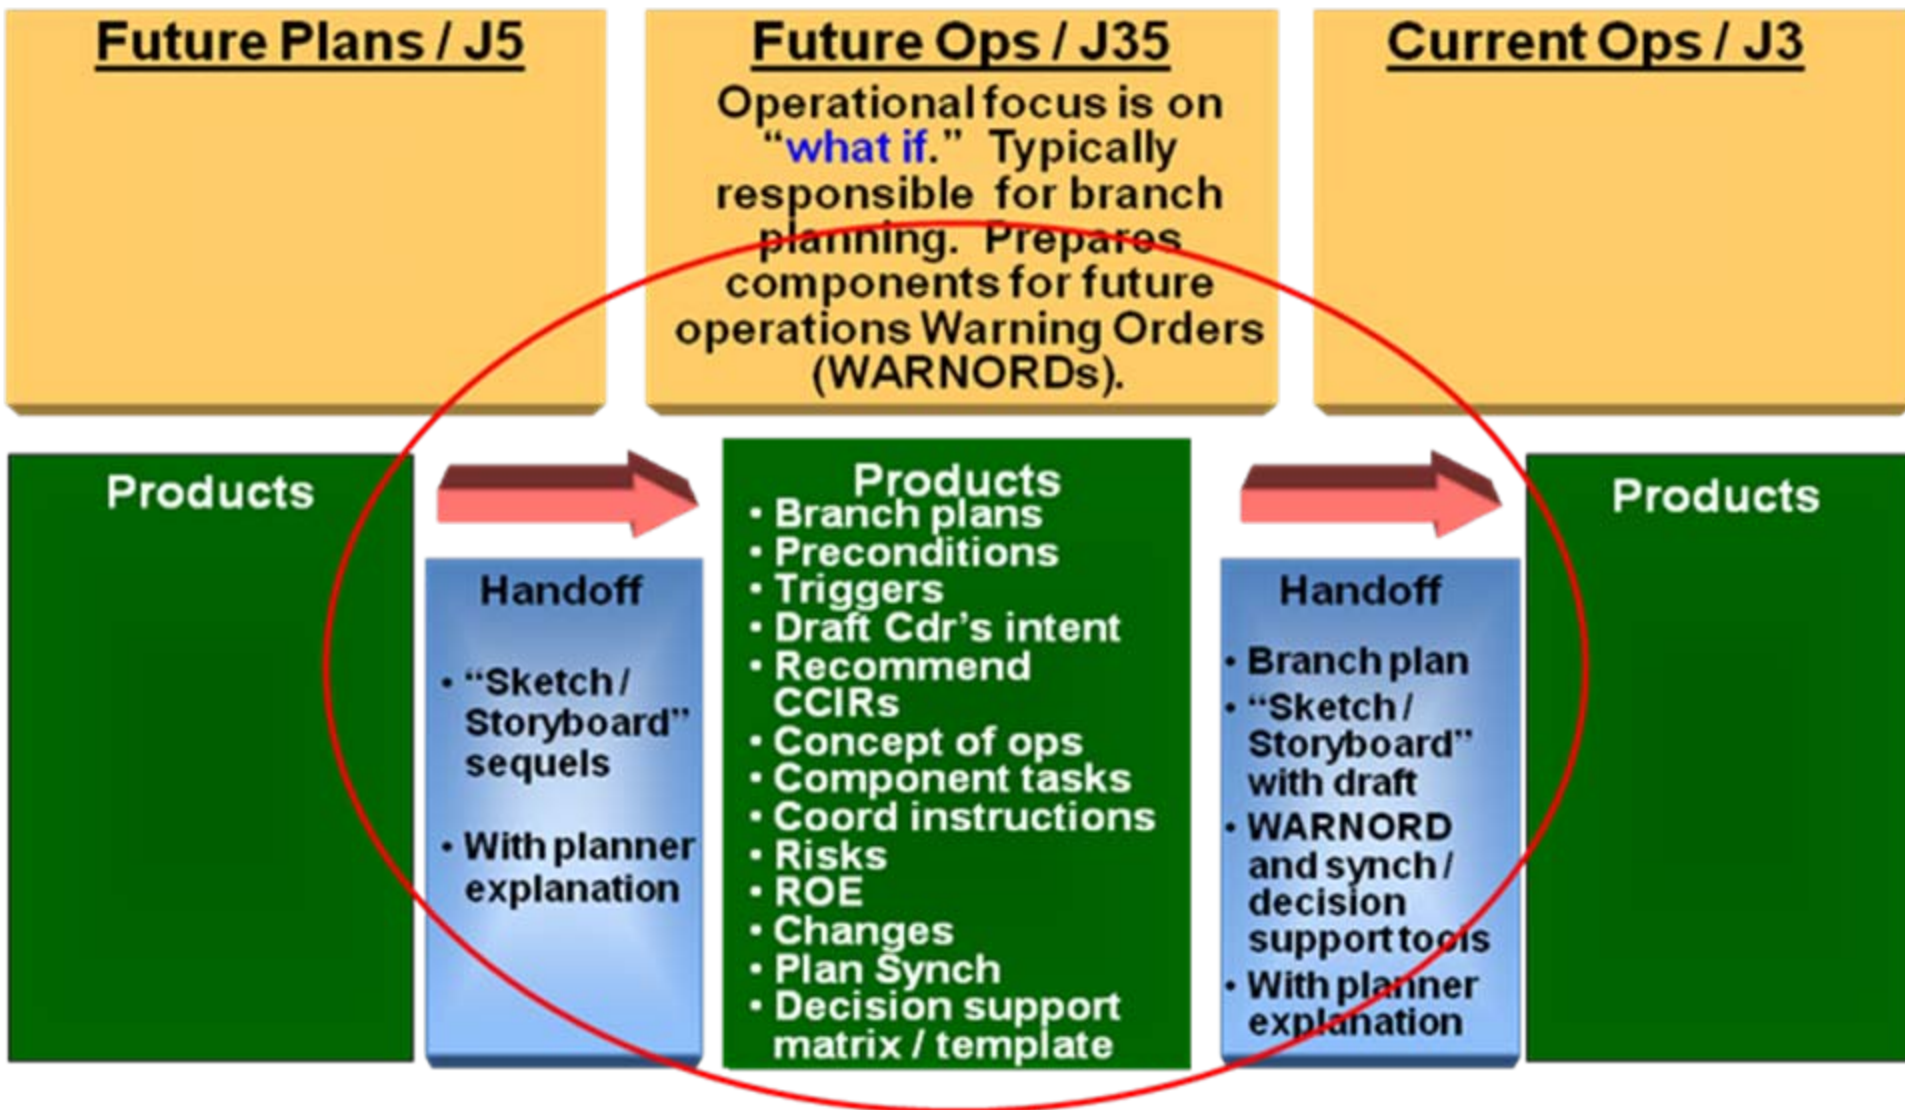 Future Plans / J5
Future Ops / J35
Operational focus is on
“what if.” Typically
responsible for branch
planning. Prepares
components for future
operations Warning Orders
(WARNORDs).
Current Ops / J3
Products
Handoff
• “Sketch /
Storyboard”
sequels
• With planner
explanation
Products
• Branch plans
• Preconditions
• Triggers
• Draft Cdr’s intent
• Recommend
CCIRs
• Concept of ops
• Component tasks
• Coord instructions
• Risks
• ROE
• Changes
• Plan Synch
• Decision support
matrix / template
Handoff
• Branch plan
• “Sketch /
Storyboard”
with draft
• WARNORD
and synch /
decision
support tools
• With planner
explanation
Products